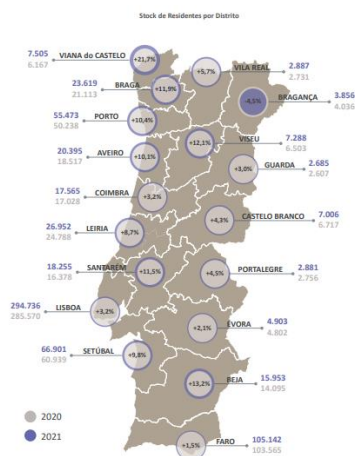 Stock de Residentes por Distrito
7.505 VIANA do CASTELO +21,7%
6.167
+5,7% VILA REAL 2.887
2.731
23.619 BRAGA +11,9%
21.113
-4,5% BRAGANÇA 3.856
4.036
55.473 PORTO +10,4%
50.238
+12,1% VISEU 7.288
6.503
20.395 AVEIRO +10,1%
18.517
+3,0% GUARDA 2.685
2.607
17.565 COIMBRA +3,2%
17.028
+4,3% CASTELO BRANCO 7.006
6.717
26.952 LEIRIA +8,7%
24.788
18.255 SANTARÉM +11,5%
16.378
+4,5% PORTALEGRE 2.881
2.756
294.736 LISBOA +3,2%
285.570
+2,1% ÉVORA 4.903
4.802
66.901 SETÚBAL +9,8%
60.939
+13,2% BEJA 15.953
14.095
2020
2021
+1,5% FARO 105.142
103.565